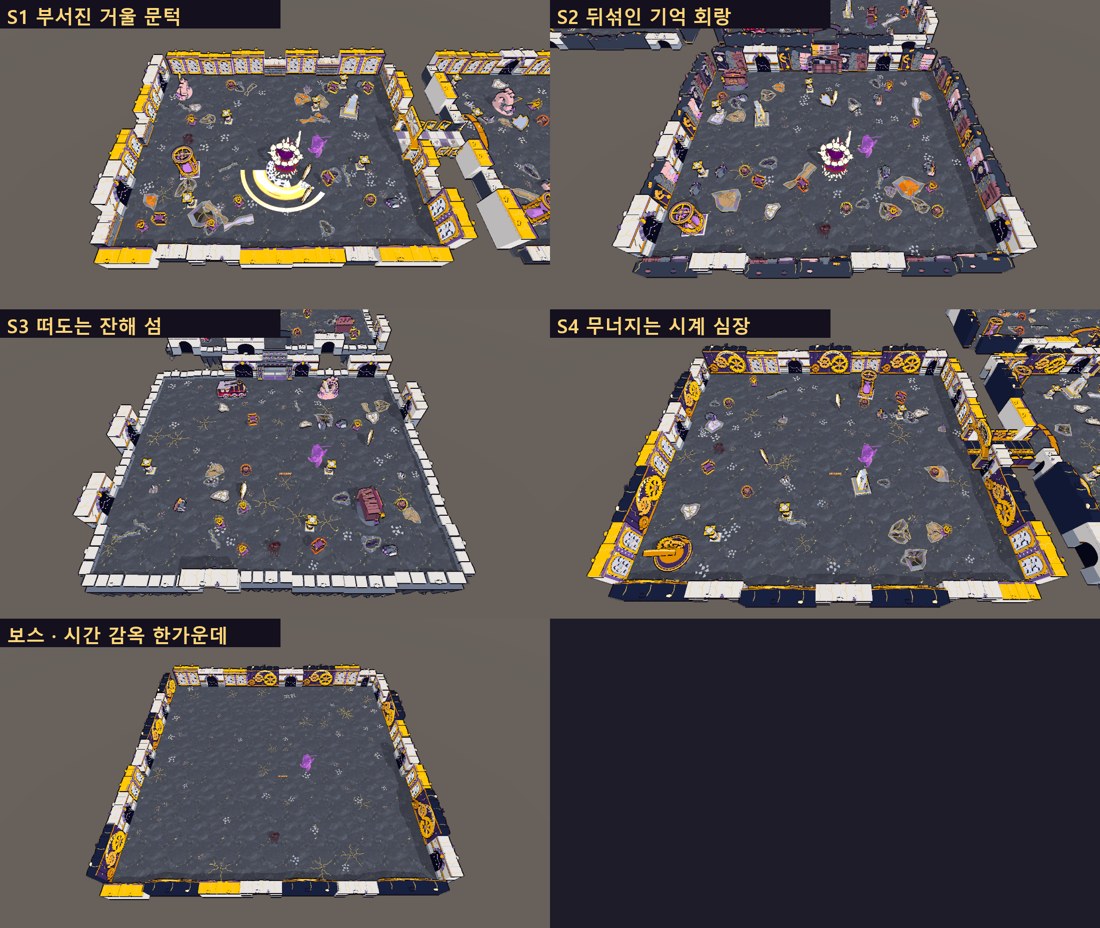 S1 부서진 거울 문턱
S2 뒤섞인 기억 회랑
S3 떠도는 잔해 섬
S4 무너지는 시계 심장
보스 · 시간 감옥 한가운데